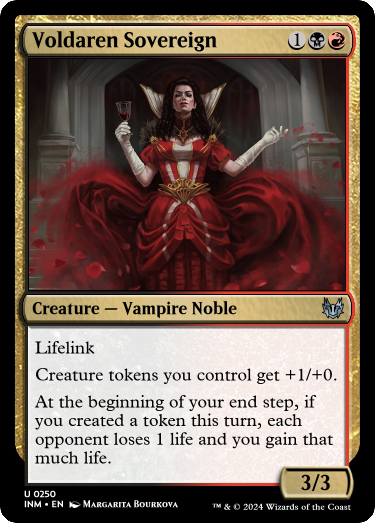 Voldaren Sovereign 1
Creature — Vampire Noble
Lifelink
Creature tokens you control get +1/+0.
At the beginning of your end step, if
you created a token this turn, each
opponent loses 1 life and you gain that
much life.
3/3
U 0250
INM • EN Margarita Bourkova
™ & © 2024 Wizards of the Coast